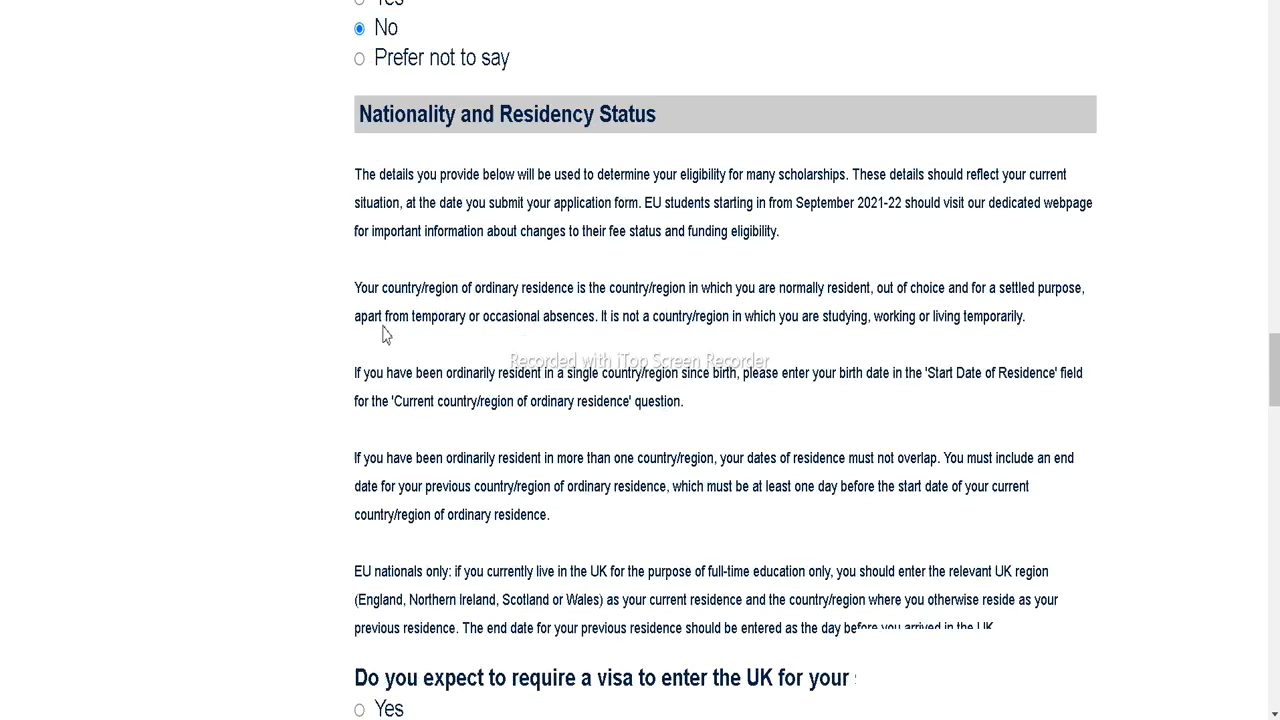 Yes
No
Prefer not to say
Nationality and Residency Status
The details you provide below will be used to determine your eligibility for many scholarships. These details should reflect your current
situation, at the date you submit your application form. EU students starting in from September 2021-22 should visit our dedicated webpage
for important information about changes to their fee status and funding eligibility.
Your country/region of ordinary residence is the country/region in which you are normally resident, out of choice and for a settled purpose,
apart from temporary or occasional absences. It is not a country/region in which you are studying, working or living temporarily.
Recorded with iTop Screen Recorder
If you have been ordinarily resident in a single country/region since birth, please enter your birth date in the 'Start Date of Residence' field
for the 'Current country/region of ordinary residence' question.
If you have been ordinarily resident in more than one country/region, your dates of residence must not overlap. You must include an end
date for your previous country/region of ordinary residence, which must be at least one day before the start date of your current
country/region of ordinary residence.
EU nationals only: if you currently live in the UK for the purpose of full-time education only, you should enter the relevant UK region
(England, Northern Ireland, Scotland or Wales) as your current residence and the country/region where you otherwise reside as your
previous residence. The end date for your previous residence should be entered as the day before you arrived in the UK
Do you expect to require a visa to enter the UK for your
Yes